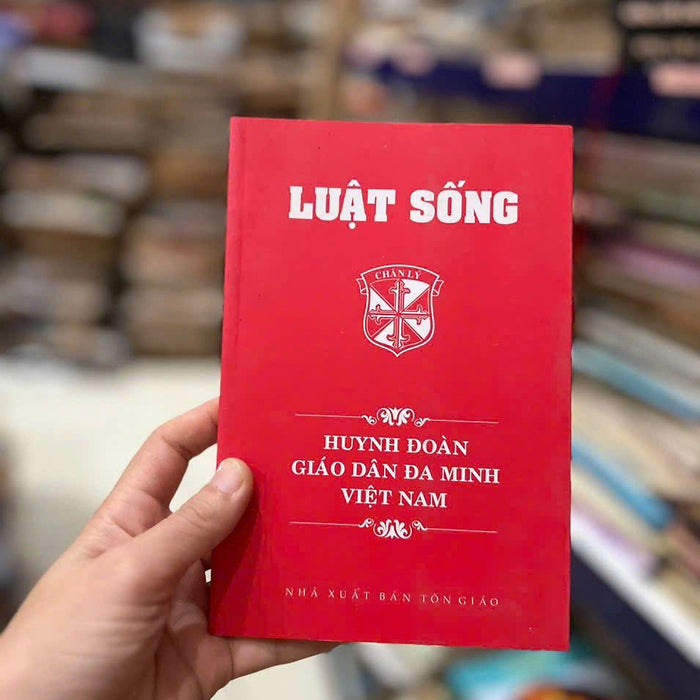 LUẬT SỐNG
CHÂN LÝ
HUYNH ĐOÀN
GIÁO DÂN ĐA MINH
VIỆT NAM
NHÀ XUẤT BẢN TÔN GIÁO